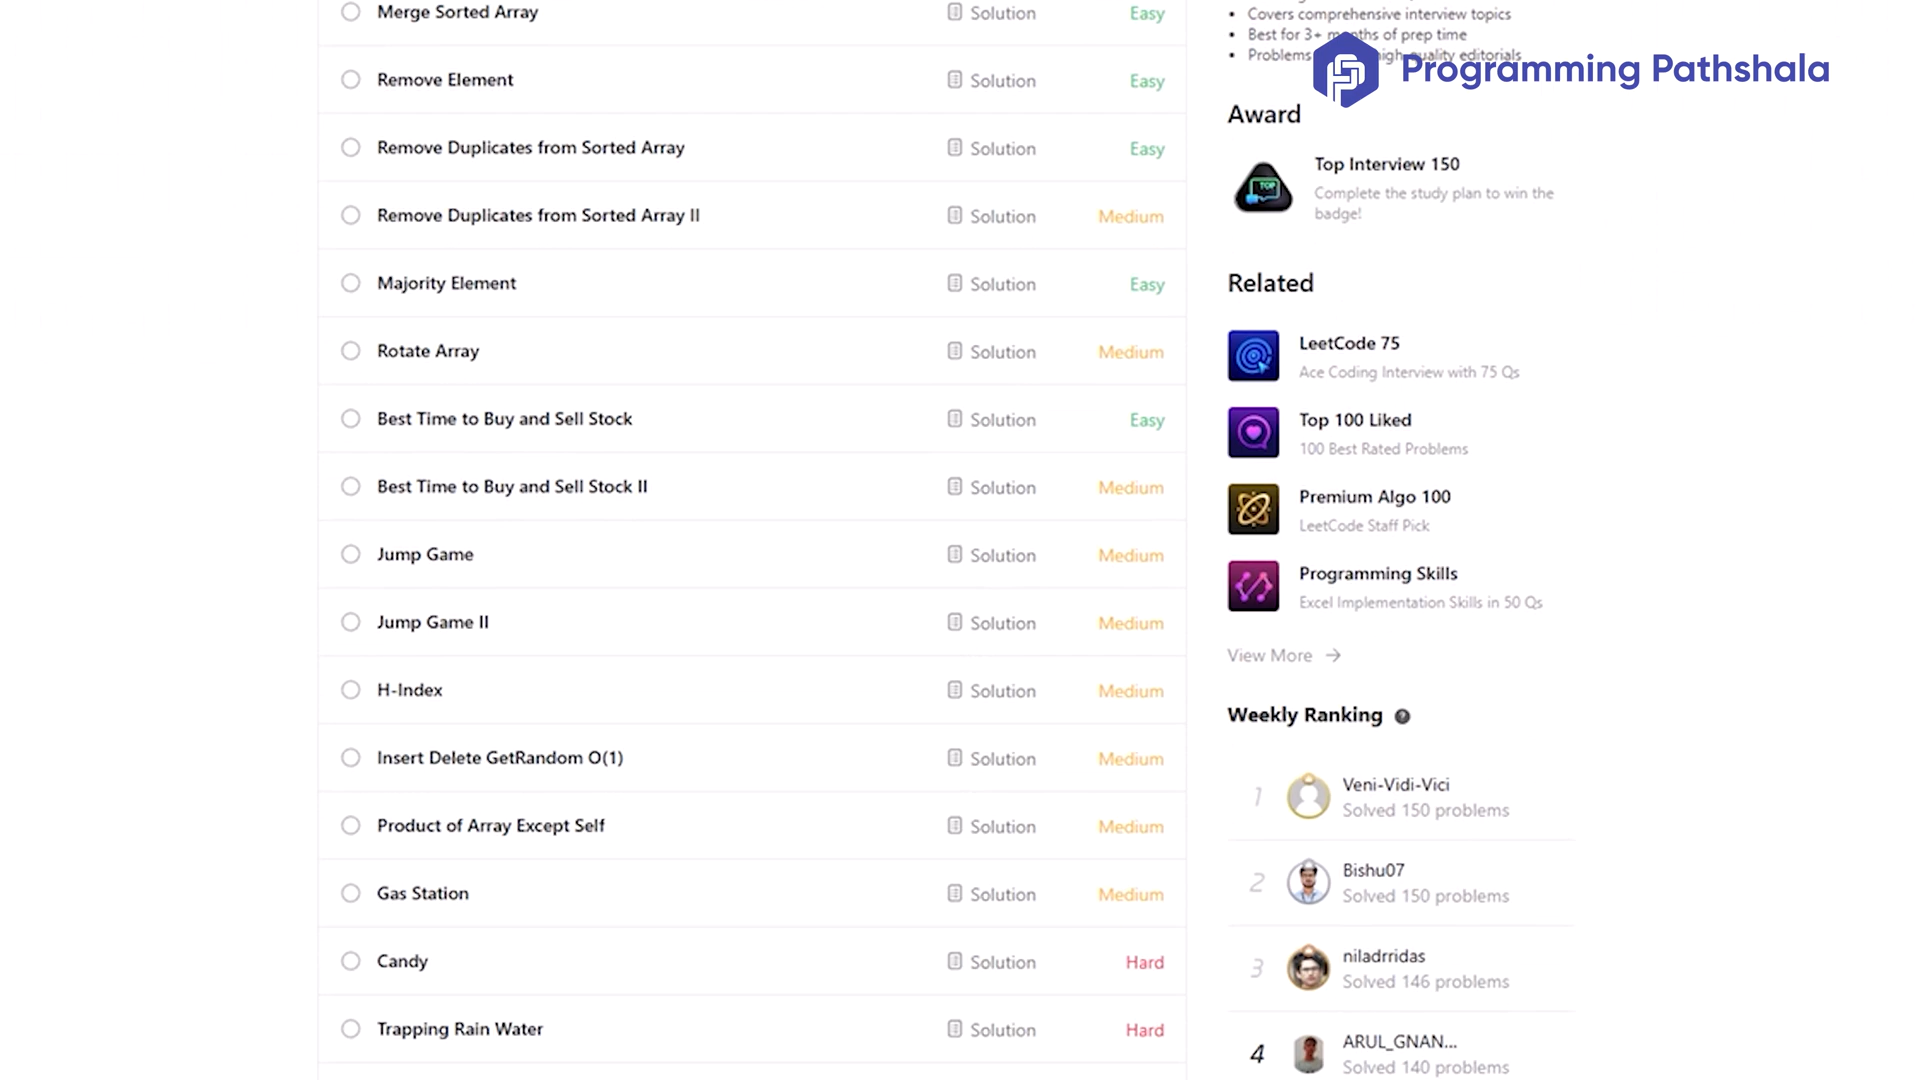 Merge Sorted Array Solution Easy
Remove Element Solution Easy
Remove Duplicates from Sorted Array Solution Easy
Remove Duplicates from Sorted Array II Solution Medium
Majority Element Solution Easy
Rotate Array Solution Medium
Best Time to Buy and Sell Stock Solution Easy
Best Time to Buy and Sell Stock II Solution Medium
Jump Game Solution Medium
Jump Game II Solution Medium
H-Index Solution Medium
Insert Delete GetRandom O(1) Solution Medium
Product of Array Except Self Solution Medium
Gas Station Solution Medium
Candy Solution Hard
Trapping Rain Water Solution Hard
• Covers comprehensive interview topics
• Best for 3+ months of prep time
• Problems high-quality editorials
Programming Pathshala
Award
TOP
Top Interview 150
Complete the study plan to win the
badge!
Related
LeetCode 75
Ace Coding Interview with 75 Qs
Top 100 Liked
100 Best Rated Problems
Premium Algo 100
LeetCode Staff Pick
Programming Skills
Excel Implementation Skills in 50 Qs
View More →
Weekly Ranking ?
1 Veni-Vidi-Vici
Solved 150 problems
2 Bishu07
Solved 150 problems
3 niladrridas
Solved 146 problems
4 ARUL_GNAN...
Solved 140 problems